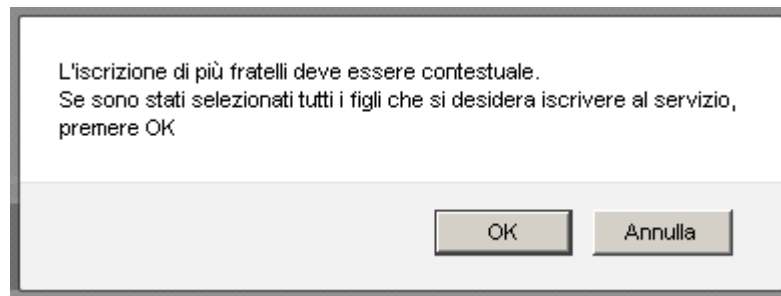 L'iscrizione di più fratelli deve essere contestuale.
Se sono stati selezionati tutti i figli che si desidera iscrivere al servizio,
premere OK
OK
Annulla